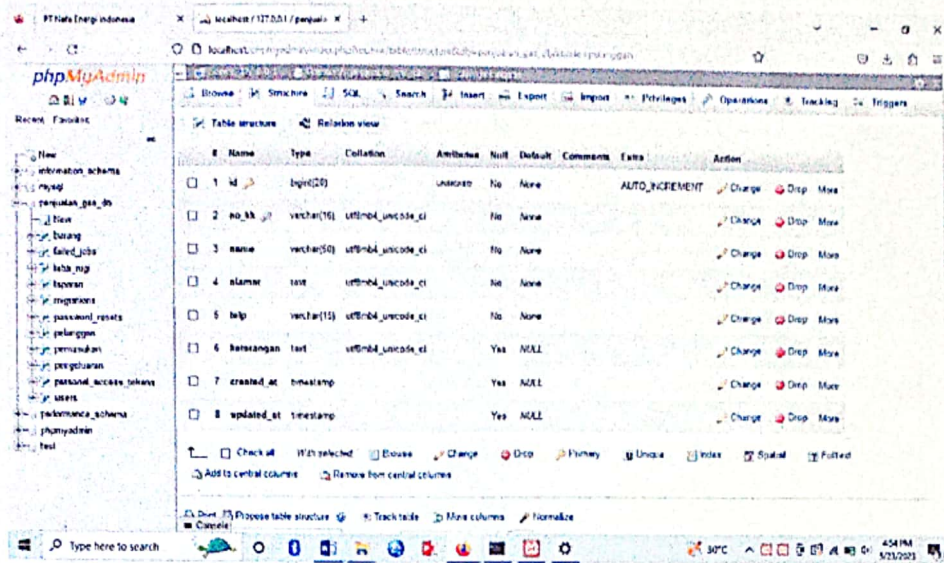 PT Nafs Energi Indonesia
localhost / 127.0.0.1 / penjuala
phpMyAdmin
Recent Favorites
New
information_schema
mysql
penjualan_gas_dn
New
barang
failed_jobs
laba_rugi
laporan
migrations
password_resets
pelanggan
pemasukan
pengeluaran
personal_access_tokens
users
performance_schema
phpmyadmin
test
Browse Structure SQL Search Insert Export Import Privileges Operations Tracking Triggers
Table structure Relation view
# Name Type Collation Attributes Null Default Comments Extra Action
1 id bigint(20) UNSIGNED No None AUTO_INCREMENT Change Drop More
2 no_kk varchar(16) utf8mb4_unicode_ci No None Change Drop More
3 name varchar(50) utf8mb4_unicode_ci No None Change Drop More
4 alamat text utf8mb4_unicode_ci No None Change Drop More
5 telp varchar(15) utf8mb4_unicode_ci No None Change Drop More
6 keterangan text utf8mb4_unicode_ci Yes NULL Change Drop More
7 created_at timestamp Yes NULL Change Drop More
8 updated_at timestamp Yes NULL Change Drop More
Check all With selected: Browse Change Drop Primary Unique Index Spatial Fulltext
Add to central columns Remove from central columns
Print Propose table structure Track table Move columns Normalize
Console
Type here to search 30°C 4:54 PM
5/23/2023